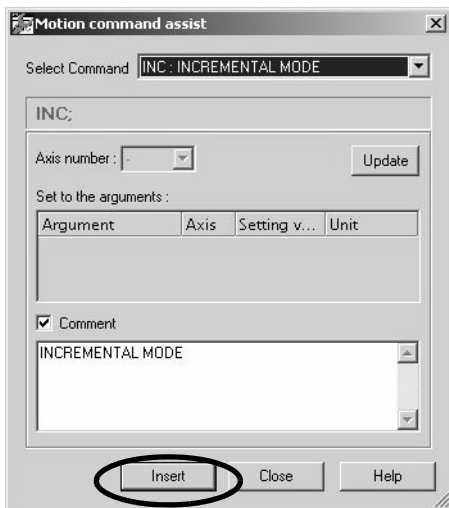 Motion command assist
Select Command INC : INCREMENTAL MODE
INC;
Axis number : -
Update
Set to the arguments :
Argument Axis Setting v... Unit
Comment
INCREMENTAL MODE
Insert Close Help